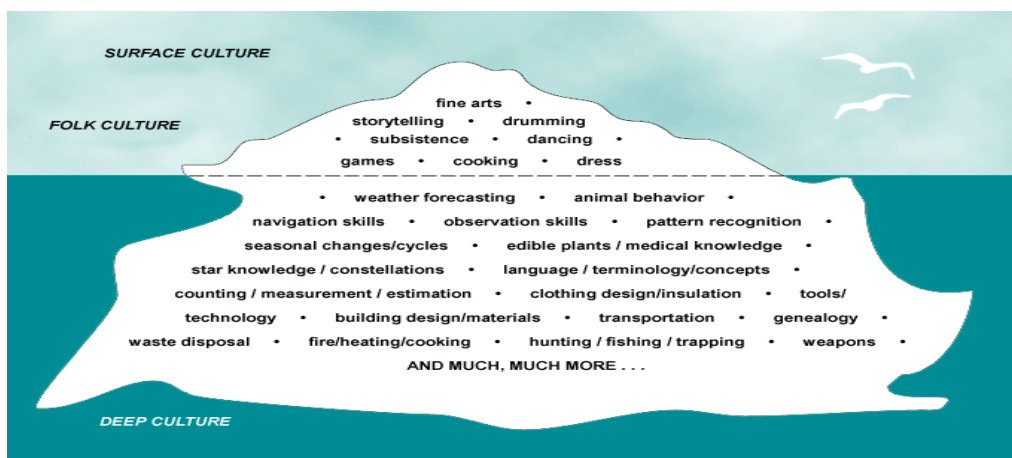 SURFACE CULTURE
fine arts •
FOLK CULTURE
storytelling • drumming
• subsistence • dancing •
games • cooking • dress
• weather forecasting • animal behavior •
navigation skills • observation skills • pattern recognition •
seasonal changes/cycles • edible plants / medical knowledge •
star knowledge / constellations • language / terminology/concepts •
counting / measurement / estimation • clothing design/insulation • tools/
technology • building design/materials • transportation • genealogy •
waste disposal • fire/heating/cooking • hunting / fishing / trapping • weapons •
AND MUCH, MUCH MORE . . .
DEEP CULTURE